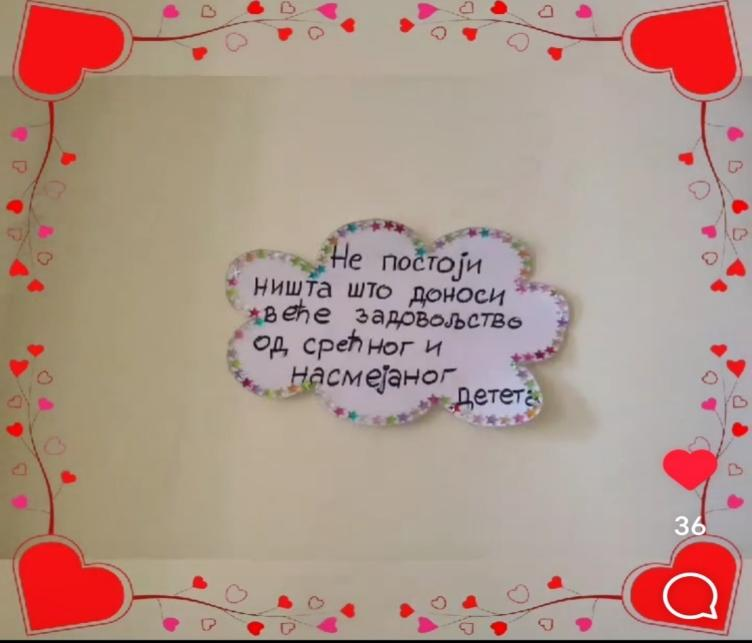 Не постоји
ништа што доноси
веће задовољство
од срећног и
насмејаног
детета
36